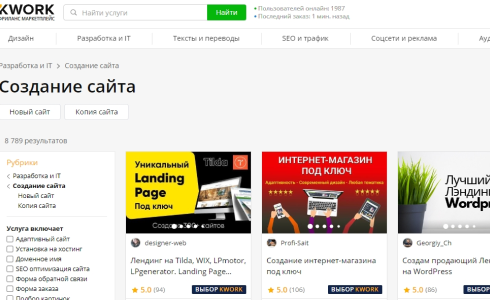 KWORK
ФРИЛАНС МАРКЕТПЛЕЙС
Найти услуги
Найти
• Пользователей онлайн: 1987
• Последний заказ: 1 мин. назад
Дизайн
Разработка и IT
Тексты и переводы
SEO и трафик
Соцсети и реклама
Ауд
Разработка и IT > Создание сайта
Создание сайта
Новый сайт
Копия сайта
8 789 результатов
Рубрики
< Разработка и IT
< Создание сайта
Новый сайт
Копия сайта
Услуга включает
Адаптивный сайт
Установка на хостинг
Доменное имя
SEO оптимизация сайта
Форма обратной связи
Форма заказа
Подбор картинок
Уникальный
Landing
Page
Под ключ
Tilda
designer-web
Лендинг на Tilda, WIX, LPmotor,
LPgenerator. Landing Page...
5.0 (94)
ВЫБОР KWORK
ИНТЕРНЕТ-МАГАЗИН
ПОД КЛЮЧ
Адаптивность - Современный дизайн - Любая тематика
Prof-Sait
Создание интернет-магазина
под ключ
5.0 (106)
ВЫБОР KWORK
Лучший
Лэндинг
Wordp
Georgiy_Ch
Создам продающий Лен
на WordPress
5.0 (86)
ВЫБОР